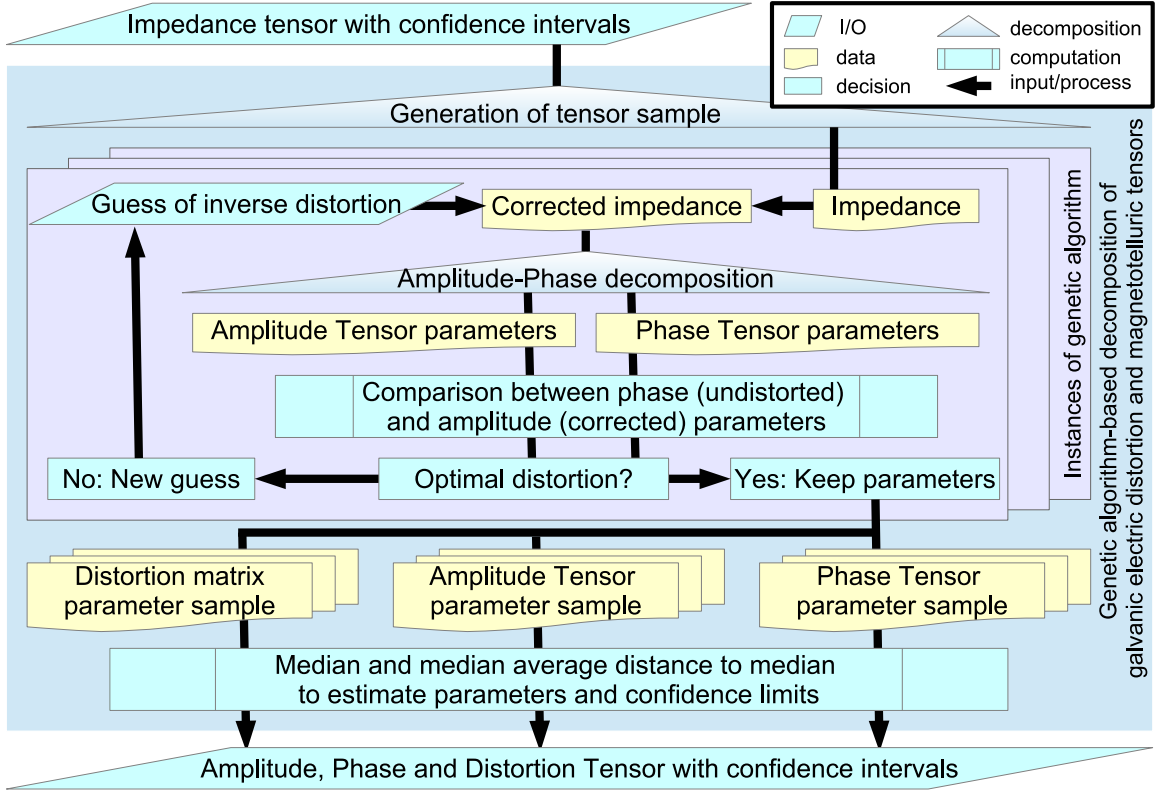 Impedance tensor with confidence intervals
I/O
data
decision
decomposition
computation
input/process
Generation of tensor sample
Guess of inverse distortion
Corrected impedance
Impedance
Amplitude-Phase decomposition
Amplitude Tensor parameters
Phase Tensor parameters
Comparison between phase (undistorted)
and amplitude (corrected) parameters
No: New guess
Optimal distortion?
Yes: Keep parameters
Instances of genetic algorithm
Genetic algorithm-based decomposition of
galvanic electric distortion and magnetotelluric tensors
Distortion matrix
parameter sample
Amplitude Tensor
parameter sample
Phase Tensor
parameter sample
Median and median average distance to median
to estimate parameters and confidence limits
Amplitude, Phase and Distortion Tensor with confidence intervals